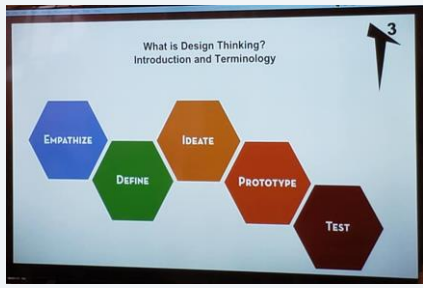 3
What is Design Thinking?
Introduction and Terminology
EMPATHIZE
IDEATE
DEFINE
PROTOTYPE
TEST